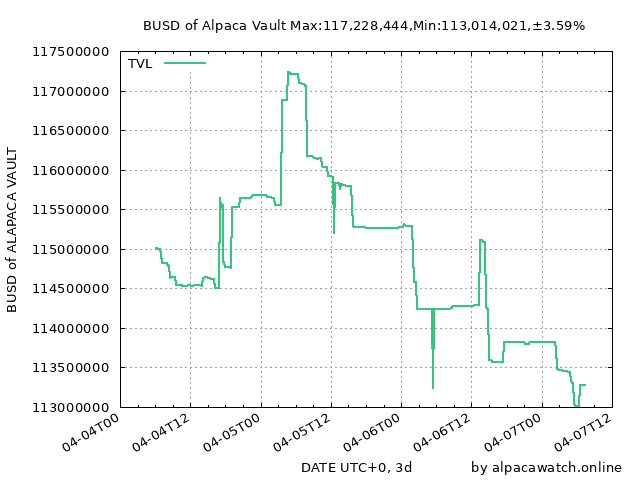 BUSD of Alpaca Vault Max:117,228,444,Min:113,014,021,±3.59%
117500000
TVL
117000000
116500000
116000000
115500000
115000000
114500000
114000000
113500000
113000000
BUSD of ALAPACA VAULT
04-04T00
04-04T12
04-05T00
04-05T12
04-06T00
04-06T12
04-07T00
04-07T12
DATE UTC+0, 3d
by alpacawatch.online